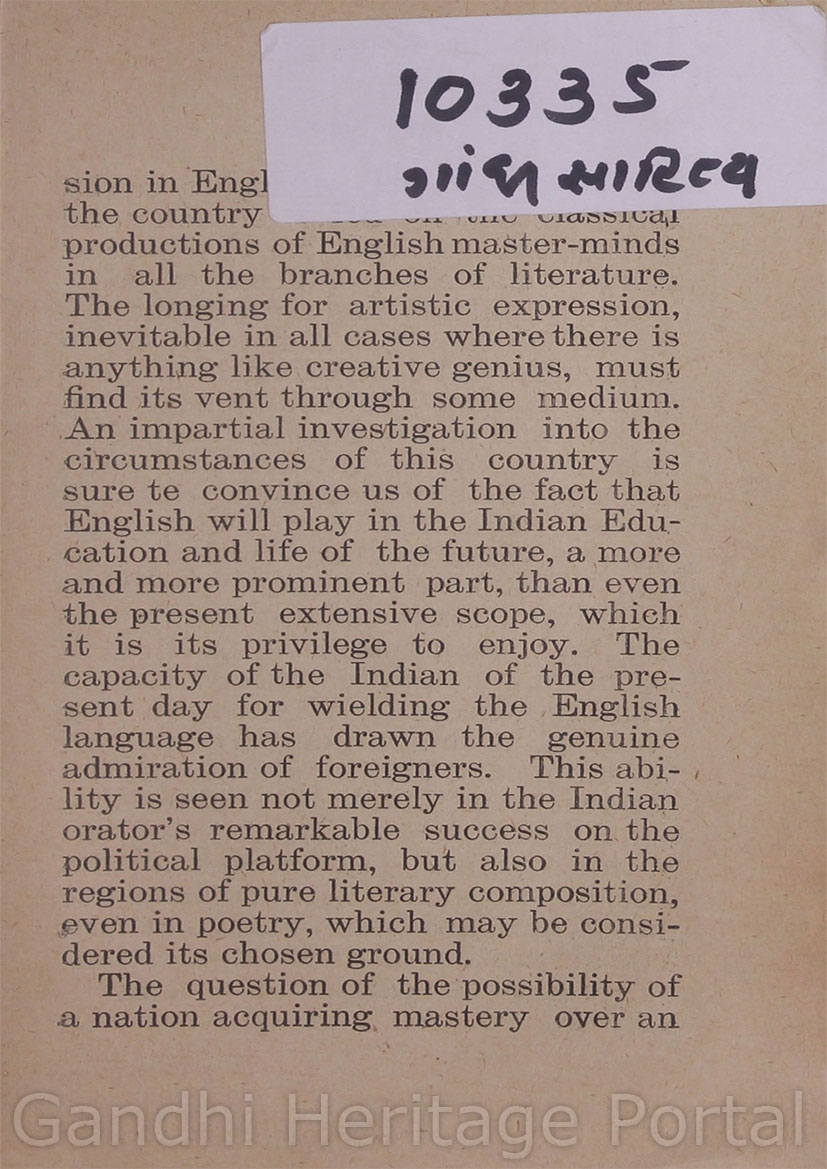 10335
ગાંધી સાહિત્ય
sion in Engl
the country
productions of English master-minds
in all the branches of literature.
The longing for artistic expression,
inevitable in all cases where there is
anything like creative genius, must
find its vent through some medium.
An impartial investigation into the
circumstances of this country is
sure te convince us of the fact that
English will play in the Indian Edu-
cation and life of the future, a more
and more prominent part, than even
the present extensive scope, which
it is its privilege to enjoy. The
capacity of the Indian of the pre-
sent day for wielding the English
language has drawn the genuine
admiration of foreigners. This abi-
lity is seen not merely in the Indian
orator's remarkable success on the
political platform, but also in the
regions of pure literary composition,
even in poetry, which may be consi-
dered its chosen ground.
The question of the possibility of
a nation acquiring mastery over an
Gandhi Heritage Portal